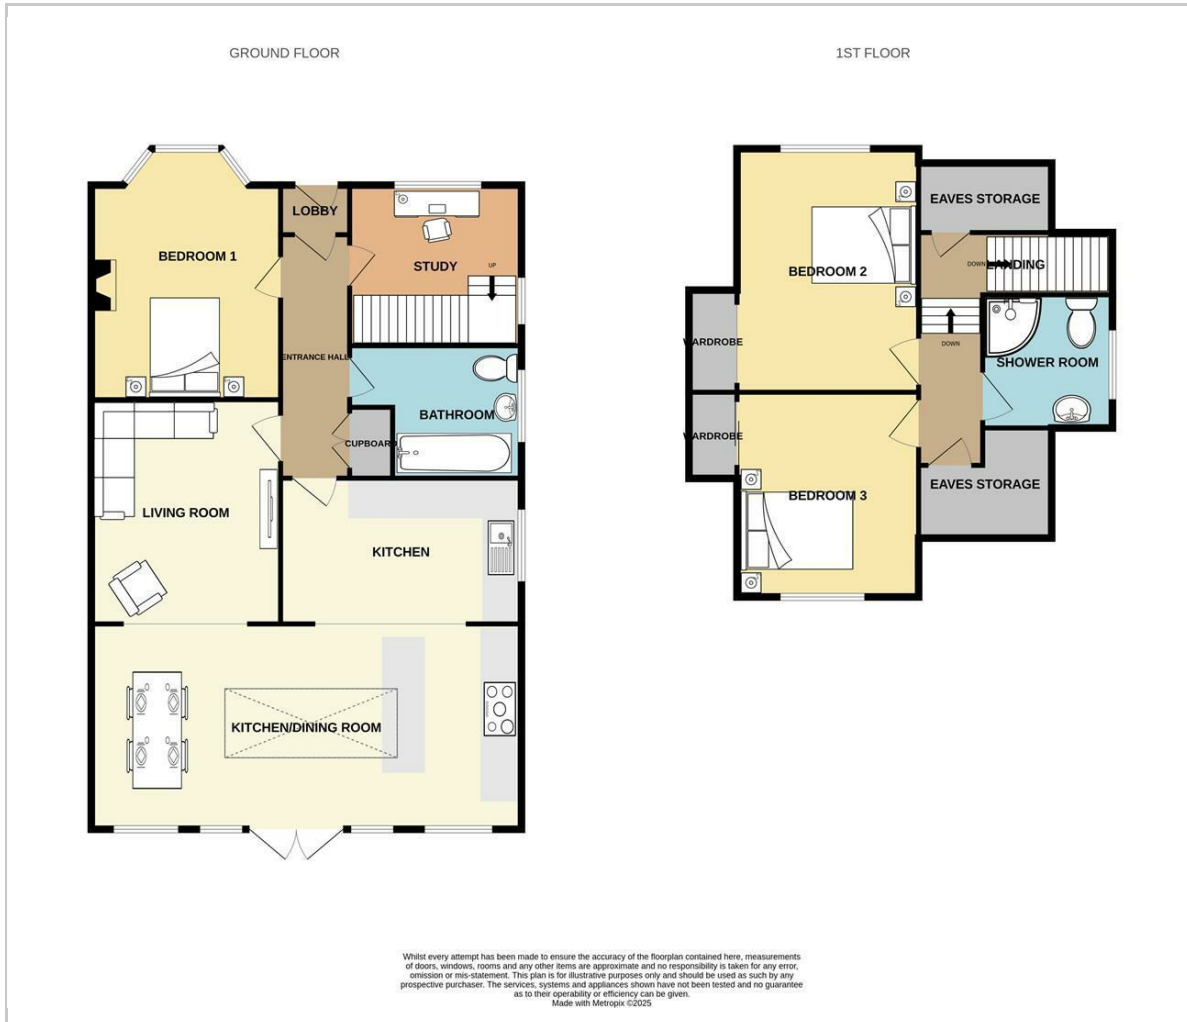 GROUND FLOOR
1ST FLOOR
LOBBY
BEDROOM 1
STUDY
UP
ENTRANCE HALL
BATHROOM
CUPBOARD
LIVING ROOM
KITCHEN
KITCHEN/DINING ROOM
EAVES STORAGE
BEDROOM 2
DOWN
LANDING
WARDROBE
DOWN
SHOWER ROOM
WARDROBE
BEDROOM 3
EAVES STORAGE
Whilst every attempt has been made to ensure the accuracy of the floorplan contained here, measurements
of doors, windows, rooms and any other items are approximate and no responsibility is taken for any error,
omission or mis-statement. This plan is for illustrative purposes only and should be used as such by any
prospective purchaser. The services, systems and appliances shown have not been tested and no guarantee
as to their operability or efficiency can be given.
Made with Metropix ©2025